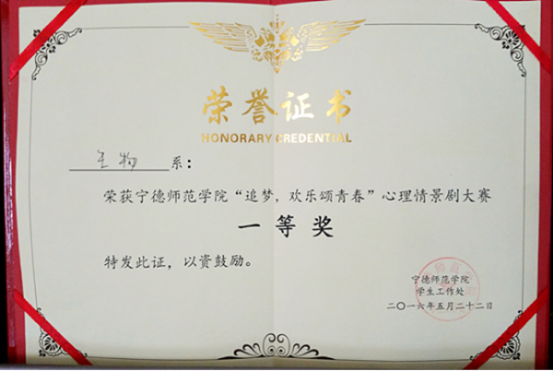 荣誉证书
HONORARY CREDENTIAL
生物系：
荣获宁德师范学院“追梦，欢乐颂青春”心理情景剧大赛
一等奖
特发此证，以资鼓励。
宁德师范学院
学生工作处
二〇一六年五月二十二日